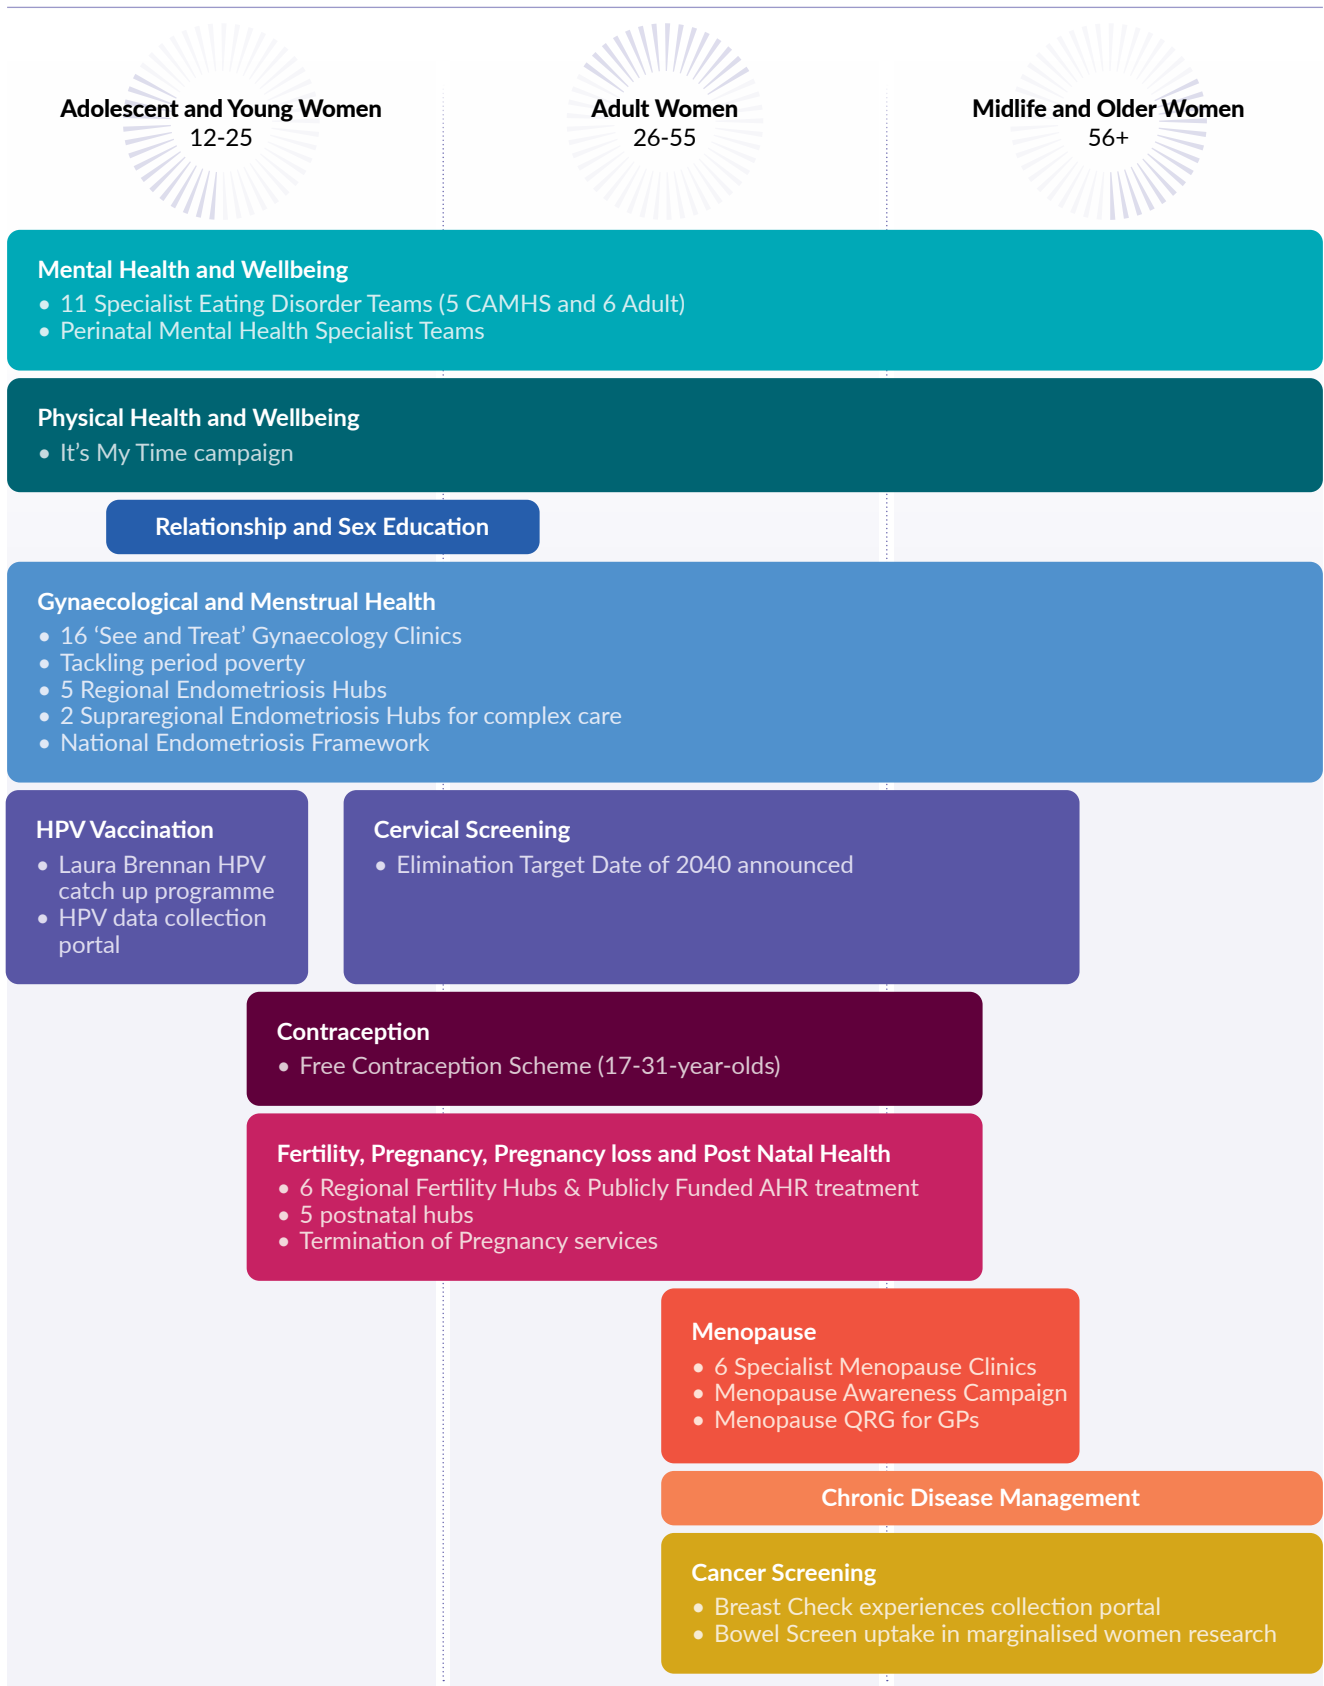 Adolescent and Young Women
12-25
Adult Women
26-55
Midlife and Older Women
56+
Mental Health and Wellbeing
• 11 Specialist Eating Disorder Teams (5 CAMHS and 6 Adult)
• Perinatal Mental Health Specialist Teams
Physical Health and Wellbeing
• It’s My Time campaign
Relationship and Sex Education
Gynaecological and Menstrual Health
• 16 ‘See and Treat’ Gynaecology Clinics
• Tackling period poverty
• 5 Regional Endometriosis Hubs
• 2 Supraregional Endometriosis Hubs for complex care
• National Endometriosis Framework
HPV Vaccination
• Laura Brennan HPV
catch up programme
• HPV data collection
portal
Cervical Screening
• Elimination Target Date of 2040 announced
Contraception
• Free Contraception Scheme (17-31-year-olds)
Fertility, Pregnancy, Pregnancy loss and Post Natal Health
• 6 Regional Fertility Hubs & Publicly Funded AHR treatment
• 5 postnatal hubs
• Termination of Pregnancy services
Menopause
• 6 Specialist Menopause Clinics
• Menopause Awareness Campaign
• Menopause QRG for GPs
Chronic Disease Management
Cancer Screening
• Breast Check experiences collection portal
• Bowel Screen uptake in marginalised women research